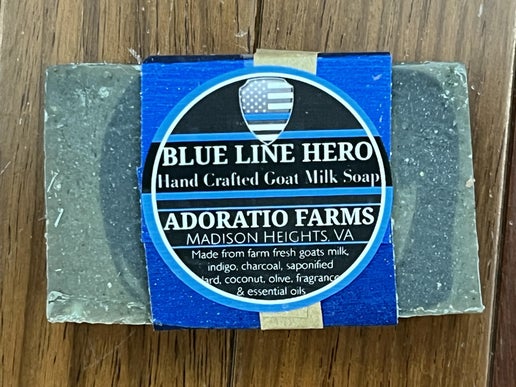 BLUE LINE HERO
Hand Crafted Goat Milk Soap
ADORATIO FARMS
MADISON HEIGHTS, VA
Made from farm fresh goats milk,
indigo, charcoal, saponified
lard, coconut, olive, fragrance
& essential oils